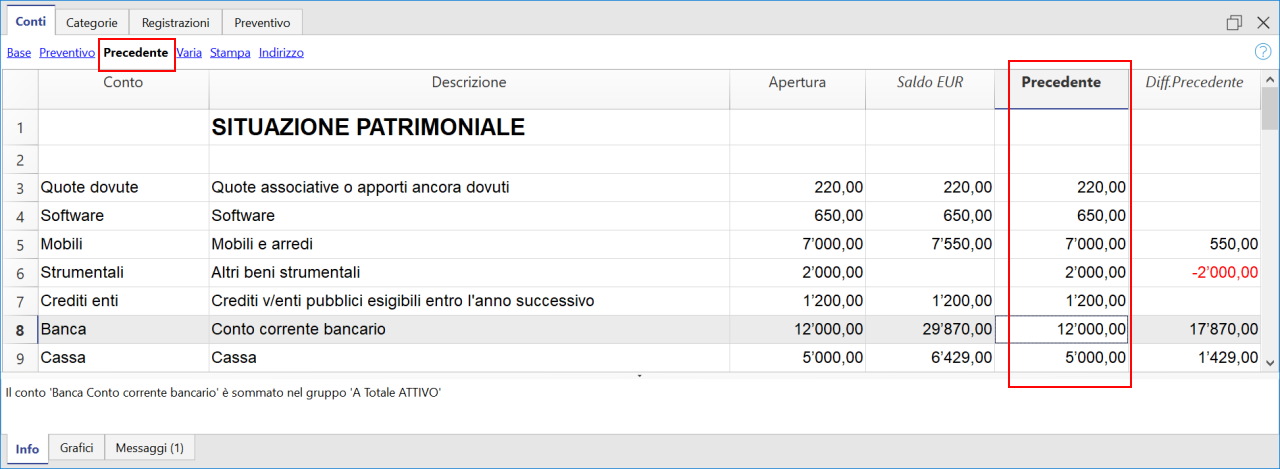 Conti Categorie Registrazioni Preventivo
Base Preventivo Precedente Varia Stampa Indirizzo ?
Conto Descrizione Apertura Saldo EUR Precedente Diff.Precedente
1 SITUAZIONE PATRIMONIALE
2
3 Quote dovute Quote associative o apporti ancora dovuti 220,00 220,00 220,00
4 Software Software 650,00 650,00 650,00
5 Mobili Mobili e arredi 7’000,00 7’550,00 7’000,00 550,00
6 Strumentali Altri beni strumentali 2’000,00 2’000,00 -2’000,00
7 Crediti enti Crediti v/enti pubblici esigibili entro l'anno successivo 1’200,00 1’200,00 1’200,00
8 Banca Conto corrente bancario 12’000,00 29’870,00 12’000,00 17’870,00
9 Cassa Cassa 5’000,00 6’429,00 5’000,00 1’429,00
Il conto 'Banca Conto corrente bancario' è sommato nel gruppo 'A Totale ATTIVO'
Info Grafici Messaggi (1)